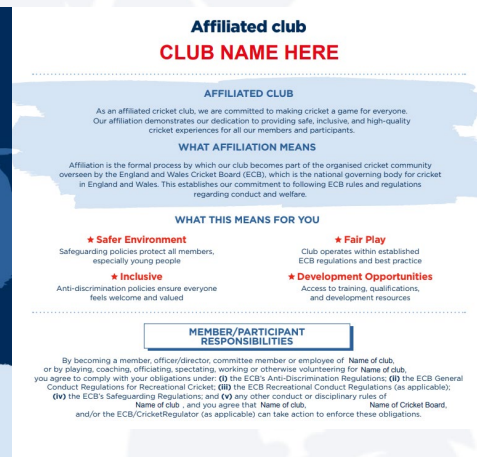 Affiliated club
CLUB NAME HERE
AFFILIATED CLUB
As an affiliated cricket club, we are committed to making cricket a game for everyone.
Our affiliation demonstrates our dedication to providing safe, inclusive, and high-quality
cricket experiences for all our members and participants.
WHAT AFFILIATION MEANS
Affiliation is the formal process by which our club becomes part of the organised cricket community
overseen by the England and Wales Cricket Board (ECB), which is the national governing body for cricket
in England and Wales. This establishes our commitment to following ECB rules and regulations
regarding conduct and welfare.
WHAT THIS MEANS FOR YOU
★ Safer Environment
Safeguarding policies protect all members,
especially young people
★ Fair Play
Club operates within established
ECB regulations and best practice
★ Inclusive
Anti-discrimination policies ensure everyone
feels welcome and valued
★ Development Opportunities
Access to training, qualifications,
and development resources
MEMBER/PARTICIPANT
RESPONSIBILITIES
By becoming a member, officer/director, committee member or employee of Name of club,
or by playing, coaching, officiating, spectating, working or otherwise volunteering for Name of club,
you agree to comply with your obligations under: (i) the ECB's Anti-Discrimination Regulations; (ii) the ECB General
Conduct Regulations for Recreational Cricket; (iii) the ECB Recreational Conduct Regulations (as applicable);
(iv) the ECB's Safeguarding Regulations; and (v) any other conduct or disciplinary rules of
Name of club , and you agree that Name of club, Name of Cricket Board,
and/or the ECB/CricketRegulator (as applicable) can take action to enforce these obligations.